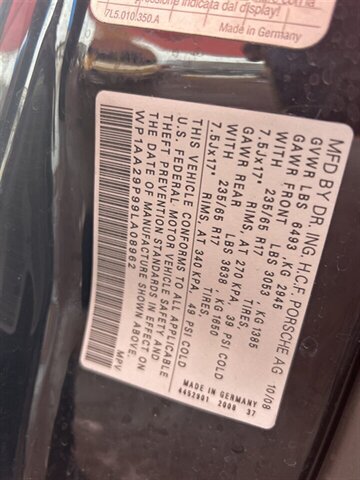 pressione indicata dal display!
7L5.010.350.A
Made in Germany
MFD BY DR. ING. H.C.F. PORSCHE AG 10/08
GVWR LBS 6499 ,KG 2945
GAWR FRONT LBS 3053 , KG 1385
WITH 235/65 R17 TIRES,
7.5Jx17" RIMS, AT 270 KPA, 39 PSI COLD
GAWR REAR LBS 3638 , KG 1650
WITH 235/65 R17 TIRES,
7.5Jx17" RIMS, AT 340 KPA, 49 PSI COLD
THIS VEHICLE CONFORMS TO ALL APPLICABLE
U.S. FEDERAL MOTOR VEHICLE SAFETY AND
THEFT PREVENTION STANDARDS IN EFFECT ON
THE DATE OF MANUFACTURE SHOWN ABOVE
WP1AA29P99LA08962 MPV
MADE IN GERMANY
4452901 2008 37